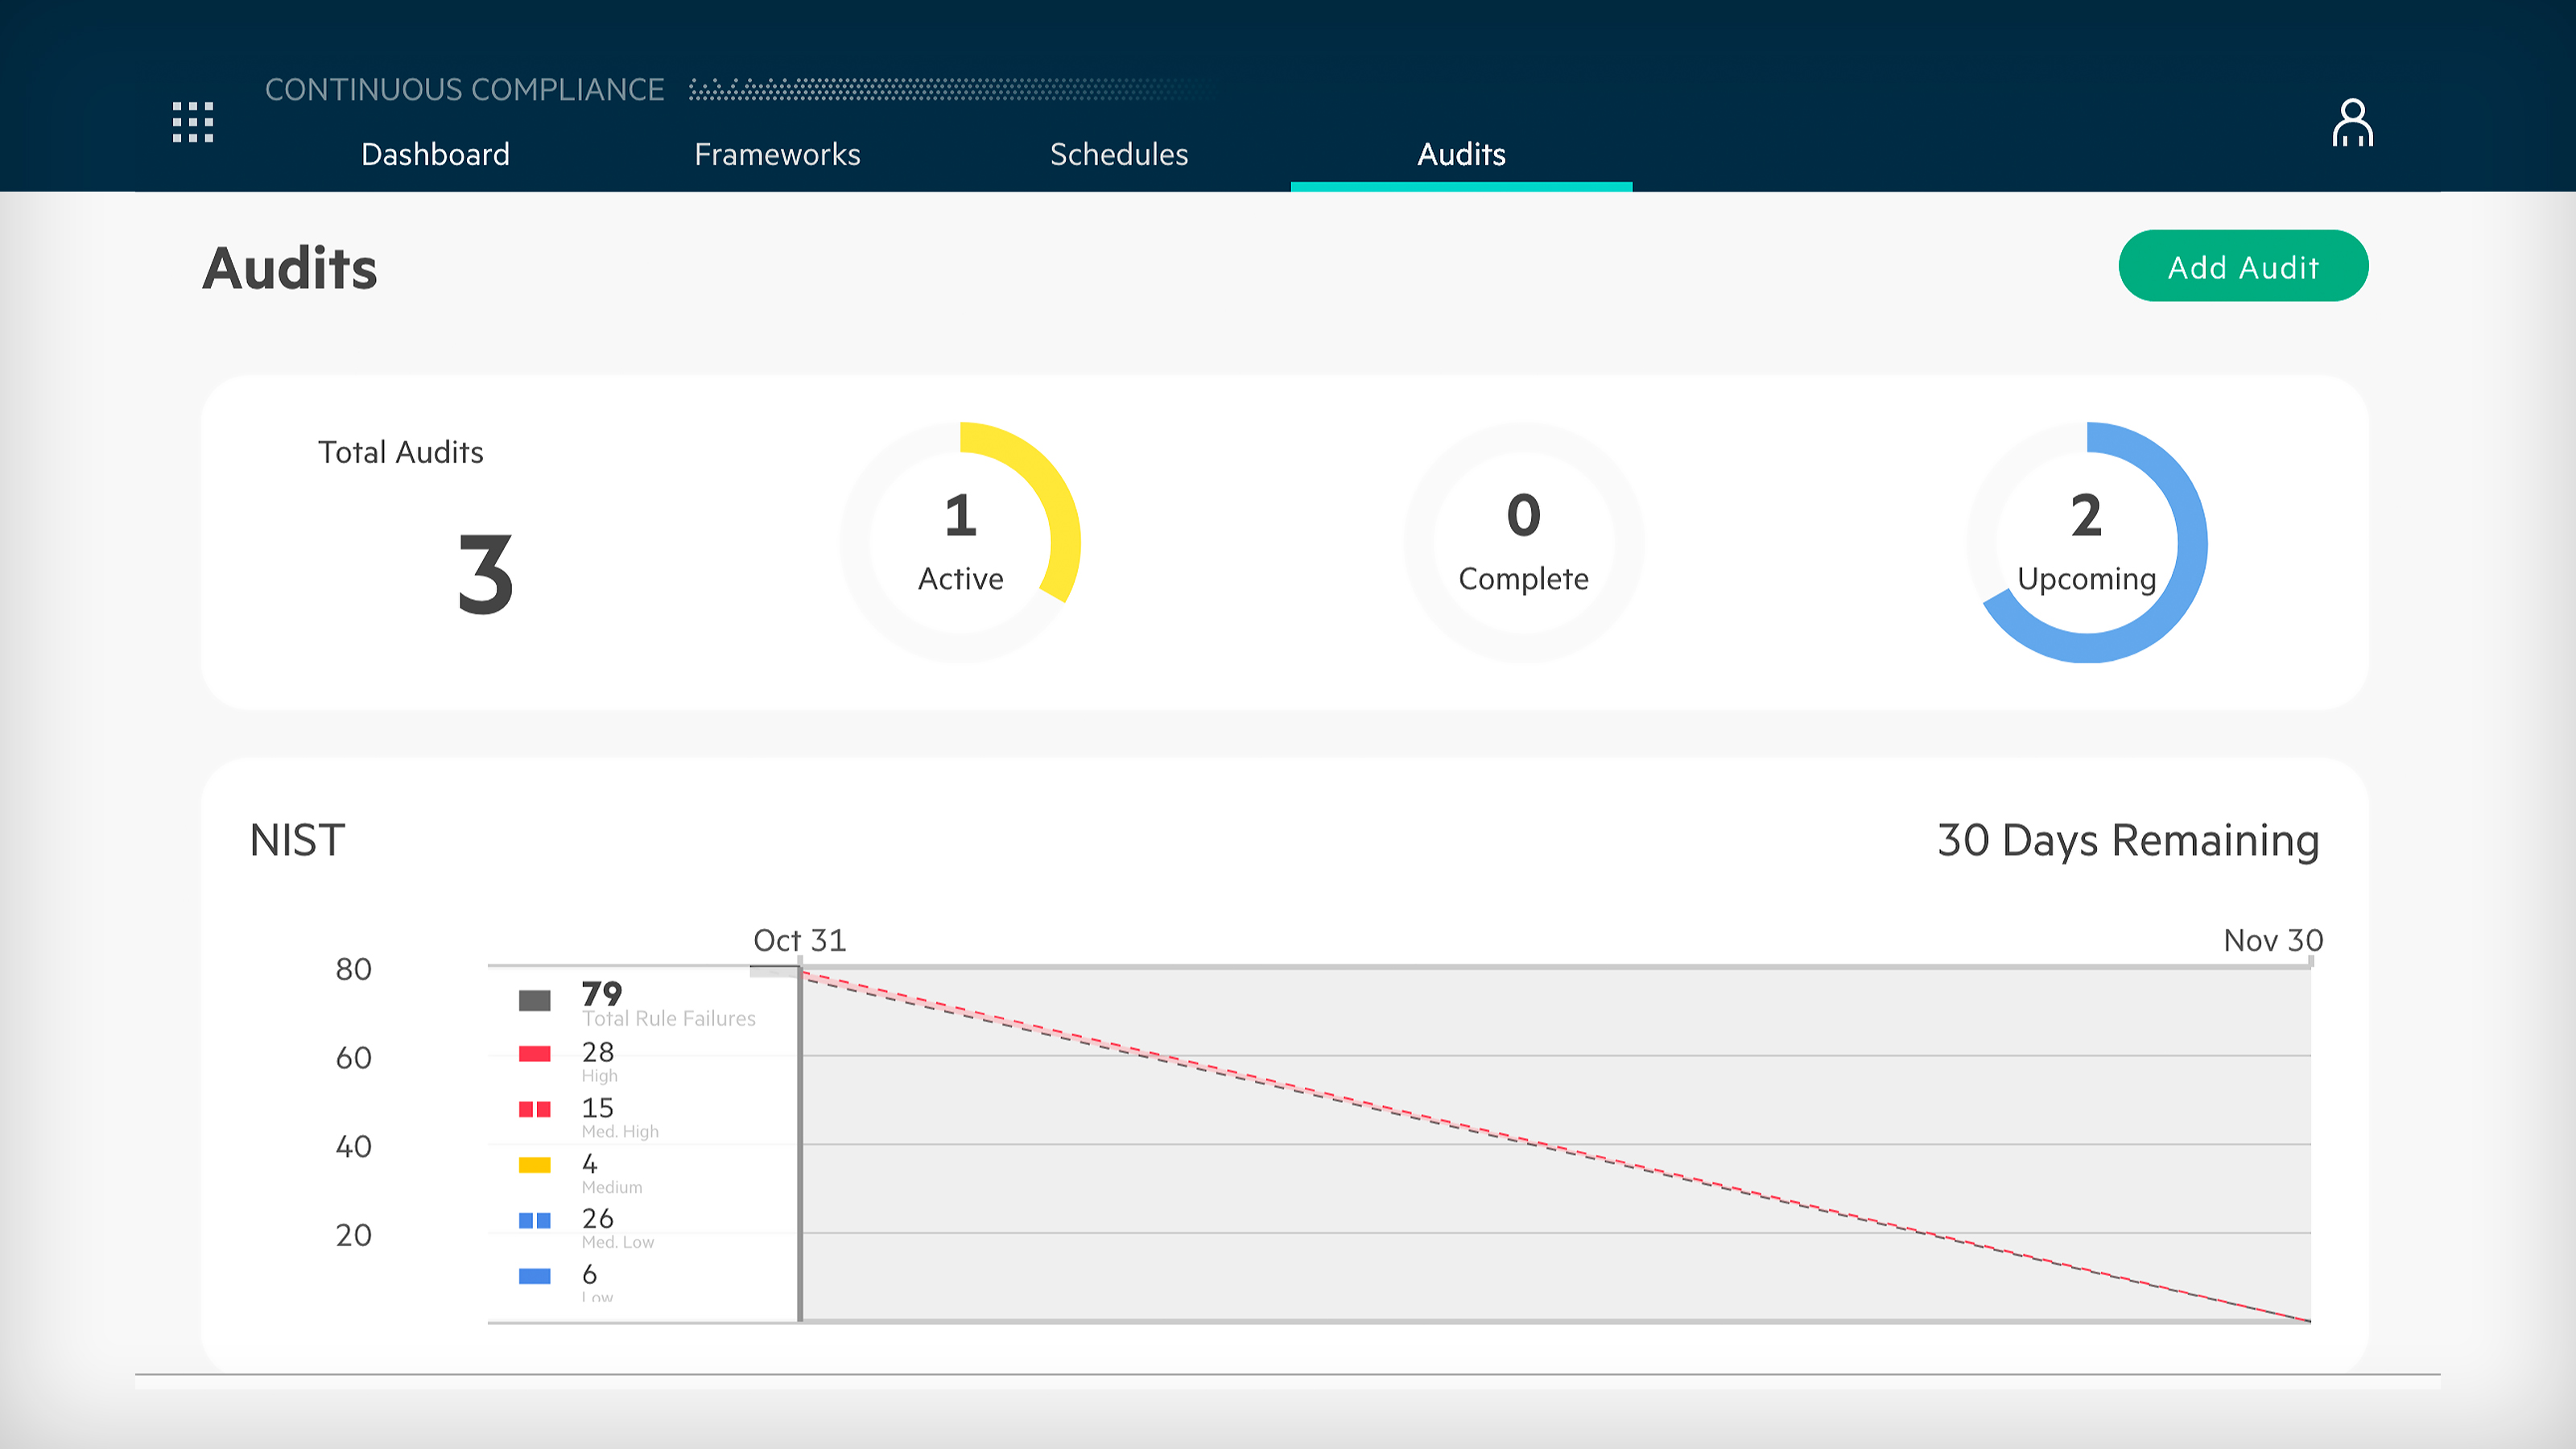 CONTINUOUS COMPLIANCE
Dashboard Frameworks Schedules Audits
Audits
Add Audit
Total Audits
3
1
Active
0
Complete
2
Upcoming
NIST
30 Days Remaining
Oct 31
Nov 30
80
60
40
20
79
Total Rule Failures
28
High
15
Med. High
4
Medium
26
Med. Low
6
Low